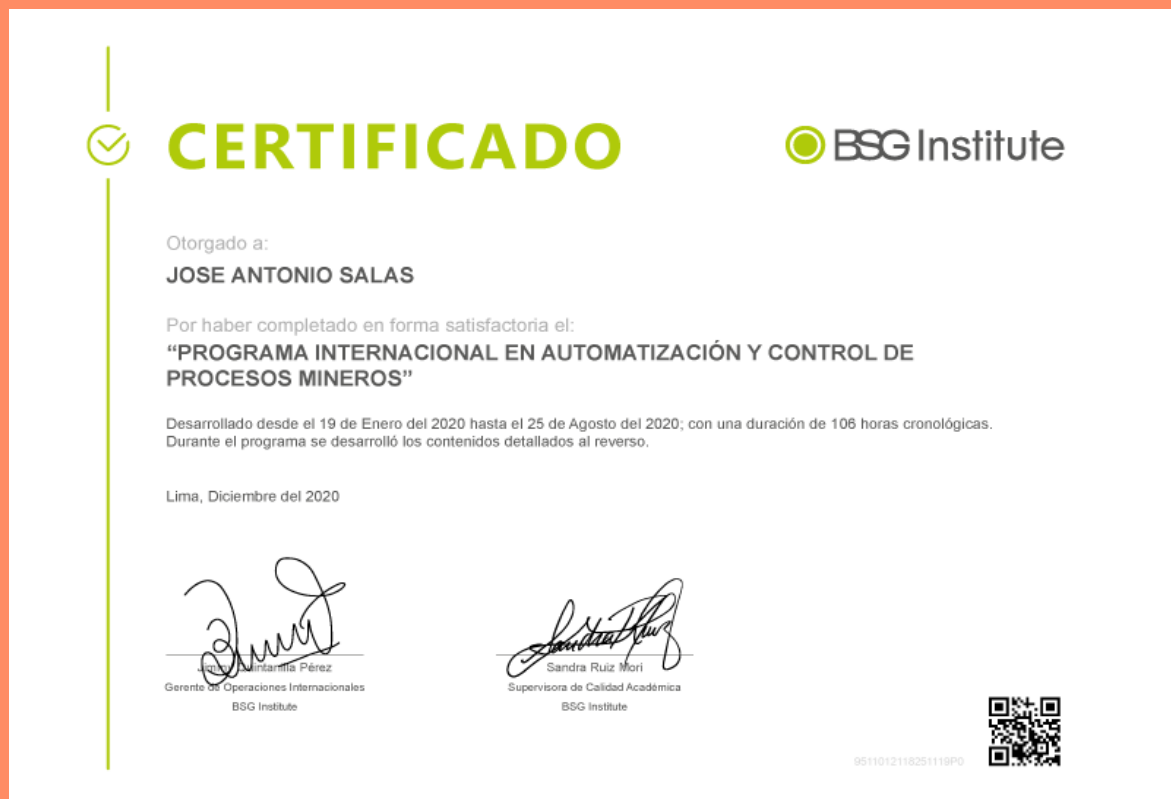 CERTIFICADO
BSG Institute
Otorgado a:
JOSE ANTONIO SALAS
Por haber completado en forma satisfactoria el:
“PROGRAMA INTERNACIONAL EN AUTOMATIZACIÓN Y CONTROL DE
PROCESOS MINEROS”
Desarrollado desde el 19 de Enero del 2020 hasta el 25 de Agosto del 2020; con una duración de 106 horas cronológicas.
Durante el programa se desarrolló los contenidos detallados al reverso.
Lima, Diciembre del 2020
Jimmy Quintanilla Pérez
Gerente de Operaciones Internacionales
BSG Institute
Sandra Ruiz Mori
Supervisora de Calidad Académica
BSG Institute
9511012118251119P0